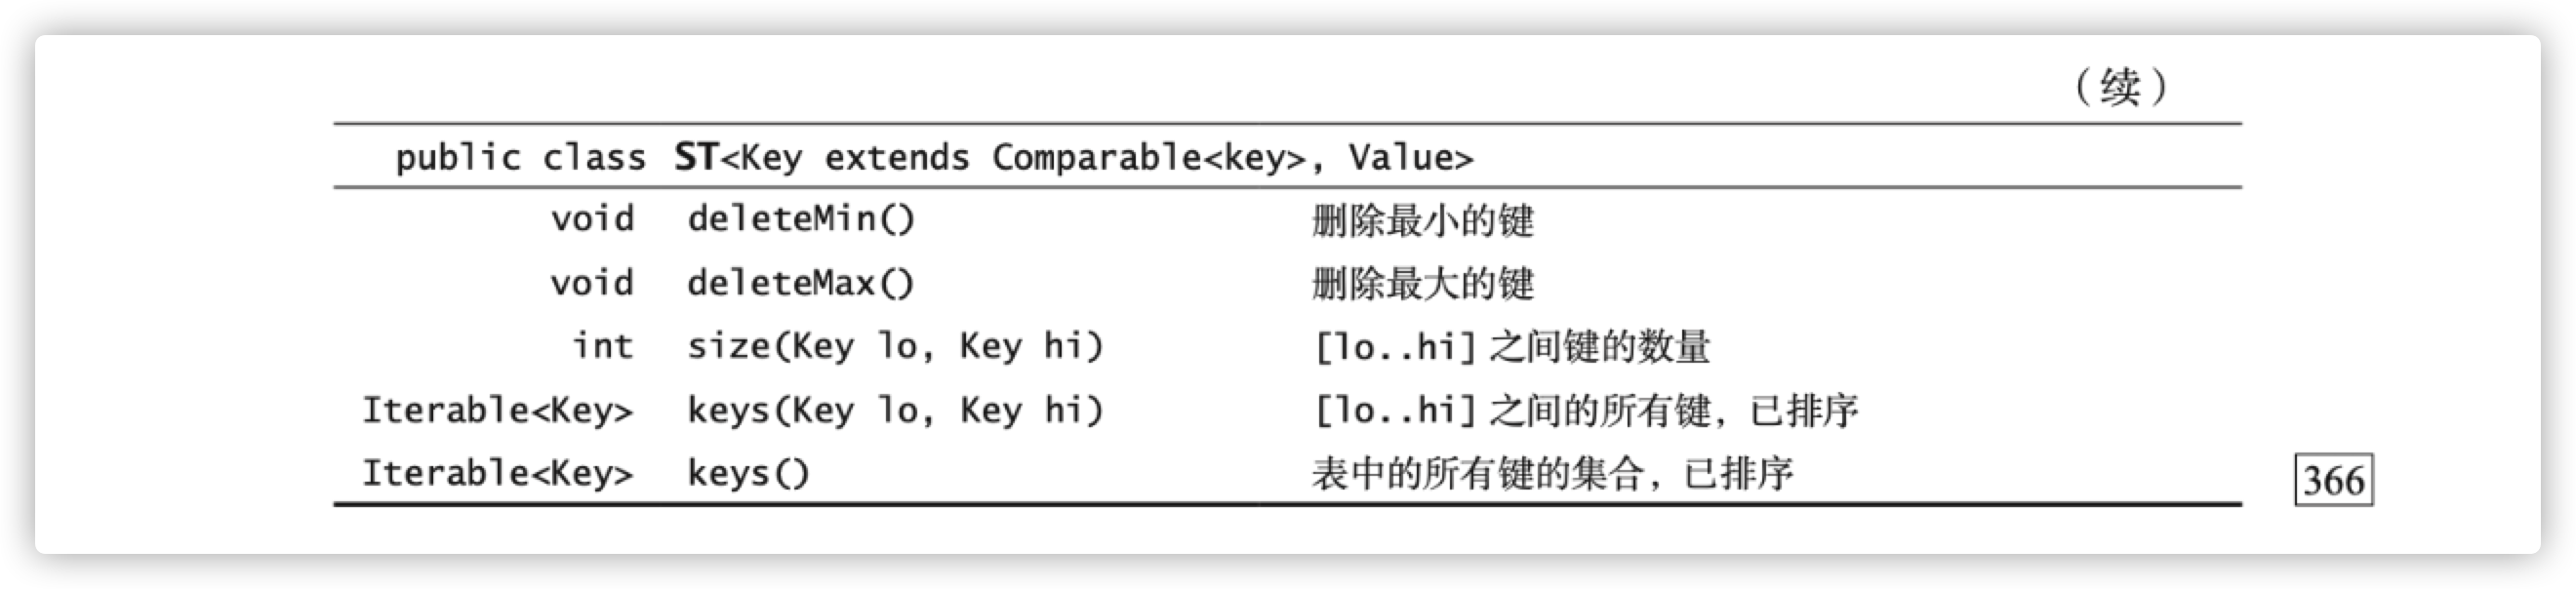 （续）
public class ST<Key extends Comparable<key>, Value>
void deleteMin() 删除最小的键
void deleteMax() 删除最大的键
int size(Key lo, Key hi) [lo..hi] 之间键的数量
Iterable<Key> keys(Key lo, Key hi) [lo..hi] 之间的所有键，已排序
Iterable<Key> keys() 表中的所有键的集合，已排序
366